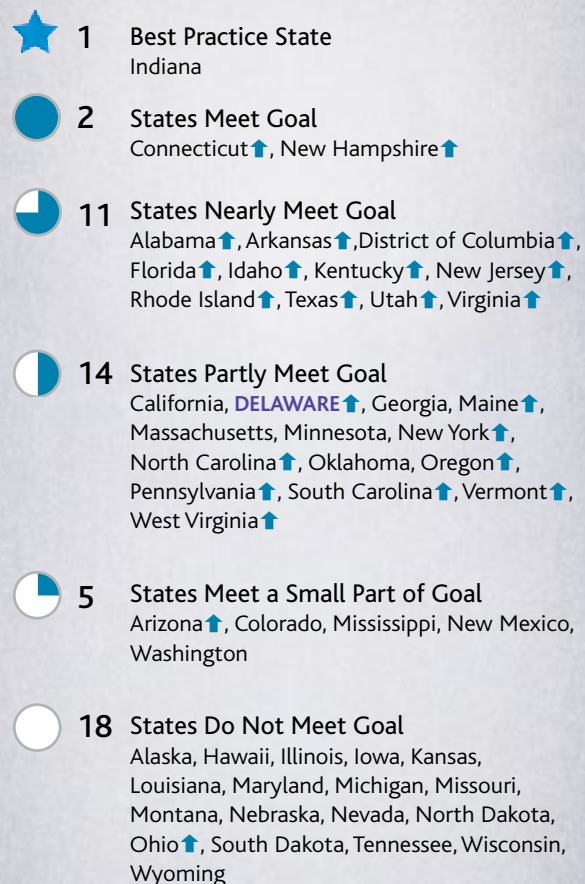 1 Best Practice State
Indiana
2 States Meet Goal
Connecticut⬆, New Hampshire⬆
11 States Nearly Meet Goal
Alabama⬆, Arkansas⬆,District of Columbia⬆,
Florida⬆, Idaho⬆, Kentucky⬆, New Jersey⬆,
Rhode Island⬆, Texas⬆, Utah⬆, Virginia⬆
14 States Partly Meet Goal
California, DELAWARE⬆, Georgia, Maine⬆,
Massachusetts, Minnesota, New York⬆,
North Carolina⬆, Oklahoma, Oregon⬆,
Pennsylvania⬆, South Carolina⬆, Vermont⬆,
West Virginia⬆
5 States Meet a Small Part of Goal
Arizona⬆, Colorado, Mississippi, New Mexico,
Washington
18 States Do Not Meet Goal
Alaska, Hawaii, Illinois, Iowa, Kansas,
Louisiana, Maryland, Michigan, Missouri,
Montana, Nebraska, Nevada, North Dakota,
Ohio⬆, South Dakota, Tennessee, Wisconsin,
Wyoming